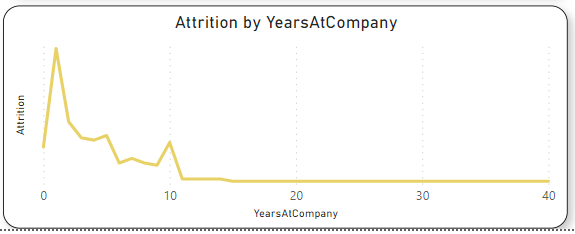 Attrition by YearsAtCompany
Attrition
0 10 20 30 40
YearsAtCompany